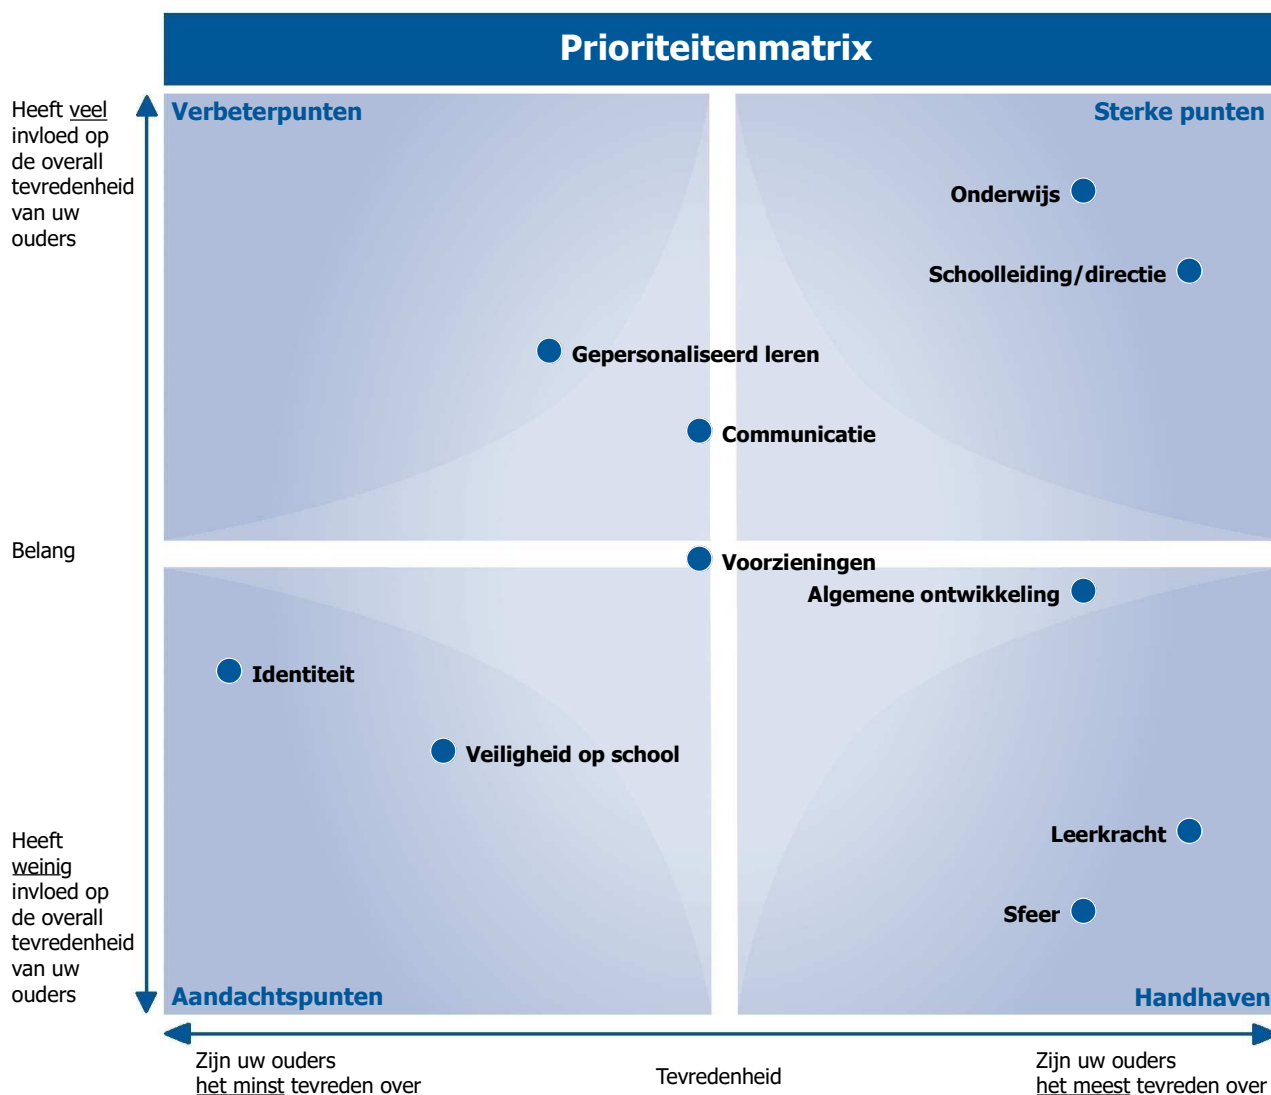 Prioriteitenmatrix
Heeft veel
invloed op
de overall
tevredenheid
van uw
ouders
Verbeterpunten
Sterke punten
Onderwijs
Schoolleiding/directie
Gepersonaliseerd leren
Communicatie
Belang
Voorzieningen
Algemene ontwikkeling
Identiteit
Veiligheid op school
Leerkracht
Sfeer
Heeft
weinig
invloed op
de overall
tevredenheid
van uw
ouders
Aandachtspunten
Handhaven
Zijn uw ouders
het minst tevreden over
Tevredenheid
Zijn uw ouders
het meest tevreden over